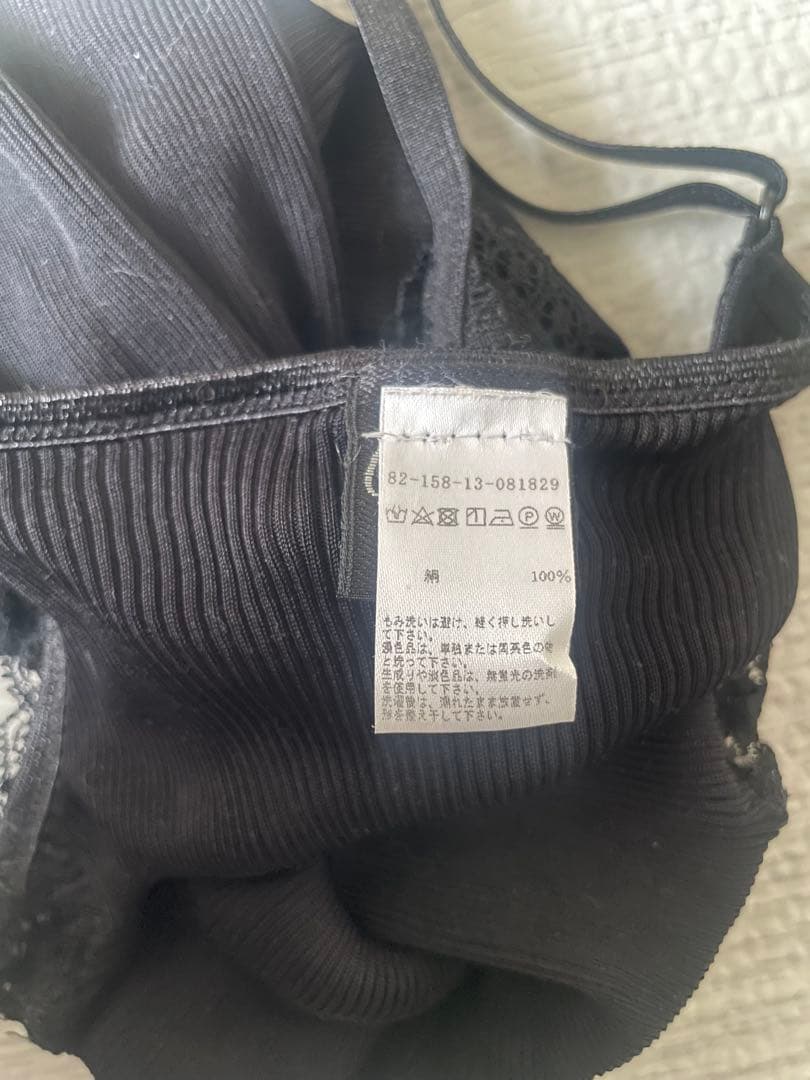 82-158-13-081829
P W
絹 100%
もみ洗いは避け、軽く押し洗いし
て下さい。
濃色品は、単独または同系色の物
と洗って下さい。
生成りや淡色品は、無蛍光の洗剤
を使用して下さい。
洗濯後は、濡れたまま放置せず、
形を整え干して下さい。